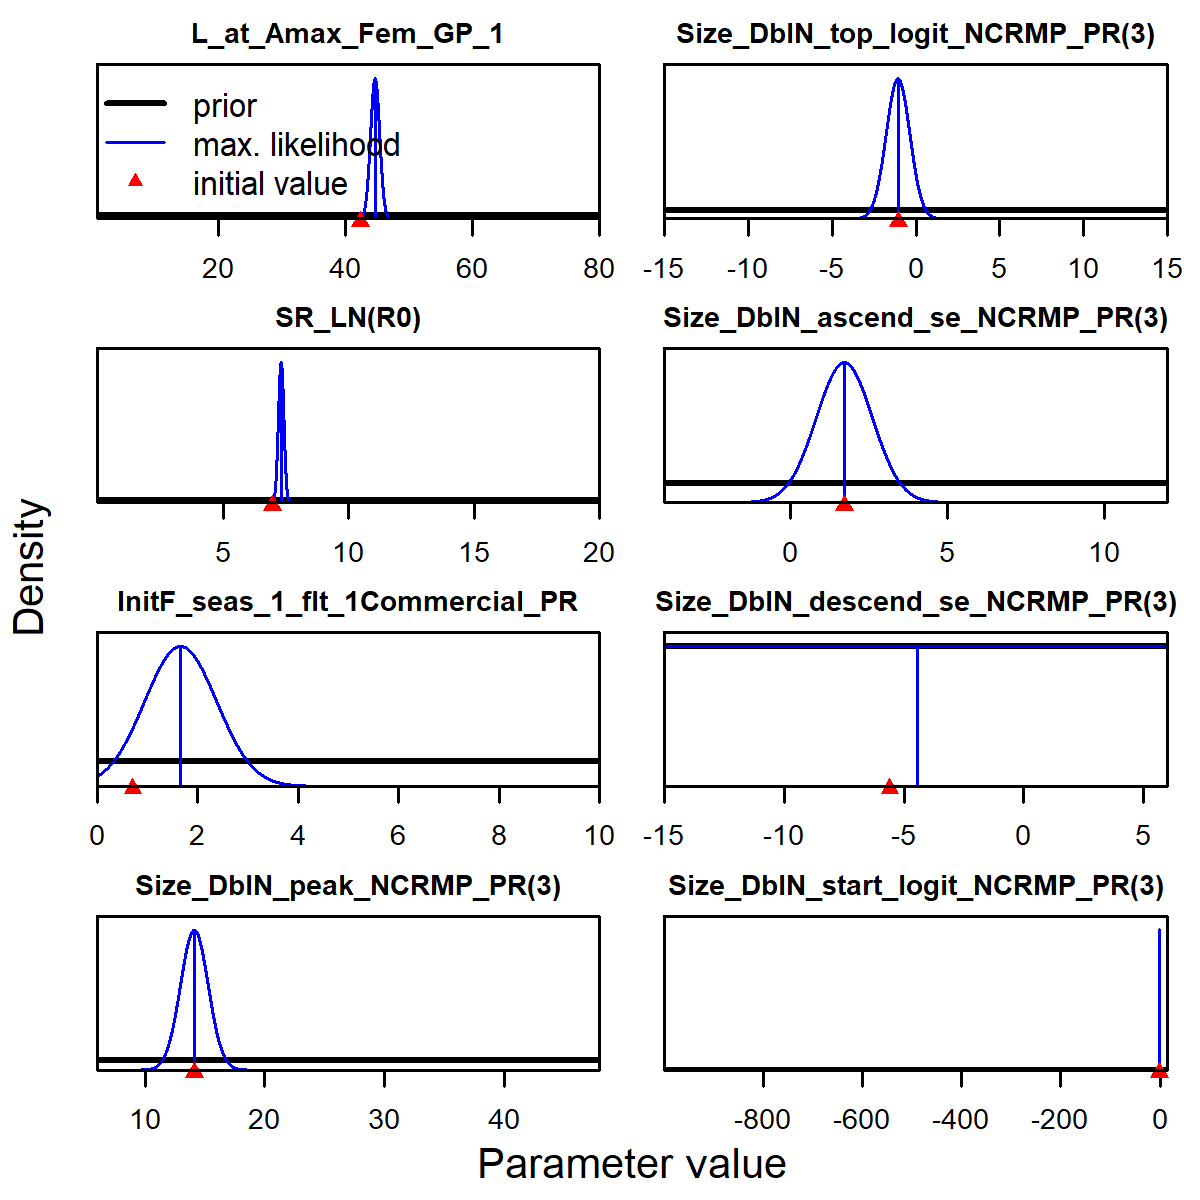 L_at_Amax_Fem_GP_1
prior
max. likelihood
initial value
20 40 60 80
Size_DblN_top_logit_NCRMP_PR(3)
-15 -10 -5 0 5 10 15
SR_LN(R0)
5 10 15 20
Size_DblN_ascend_se_NCRMP_PR(3)
0 5 10
InitF_seas_1_flt_1Commercial_PR
0 2 4 6 8 10
Size_DblN_descend_se_NCRMP_PR(3)
-15 -10 -5 0 5
Size_DblN_peak_NCRMP_PR(3)
10 20 30 40
Size_DblN_start_logit_NCRMP_PR(3)
-800 -600 -400 -200 0
Density
Parameter value